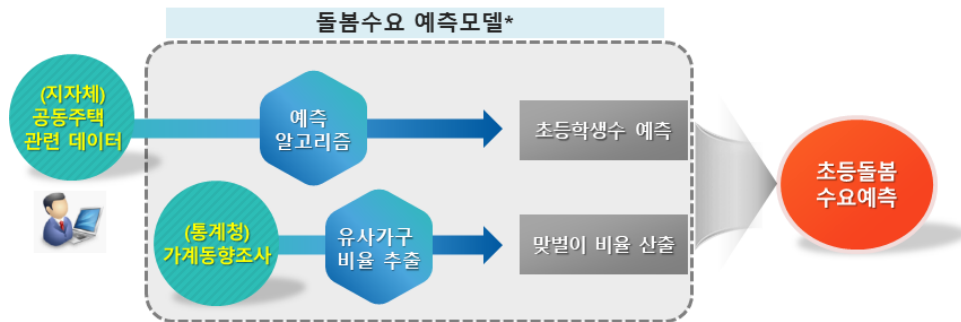 돌봄수요 예측모델*
(지자체)
공동주택
관련 데이터
예측
알고리즘
초등학생수 예측
초등돌봄
수요예측
(통계청)
가계동향조사
유사가구
비율 추출
맞벌이 비율 산출